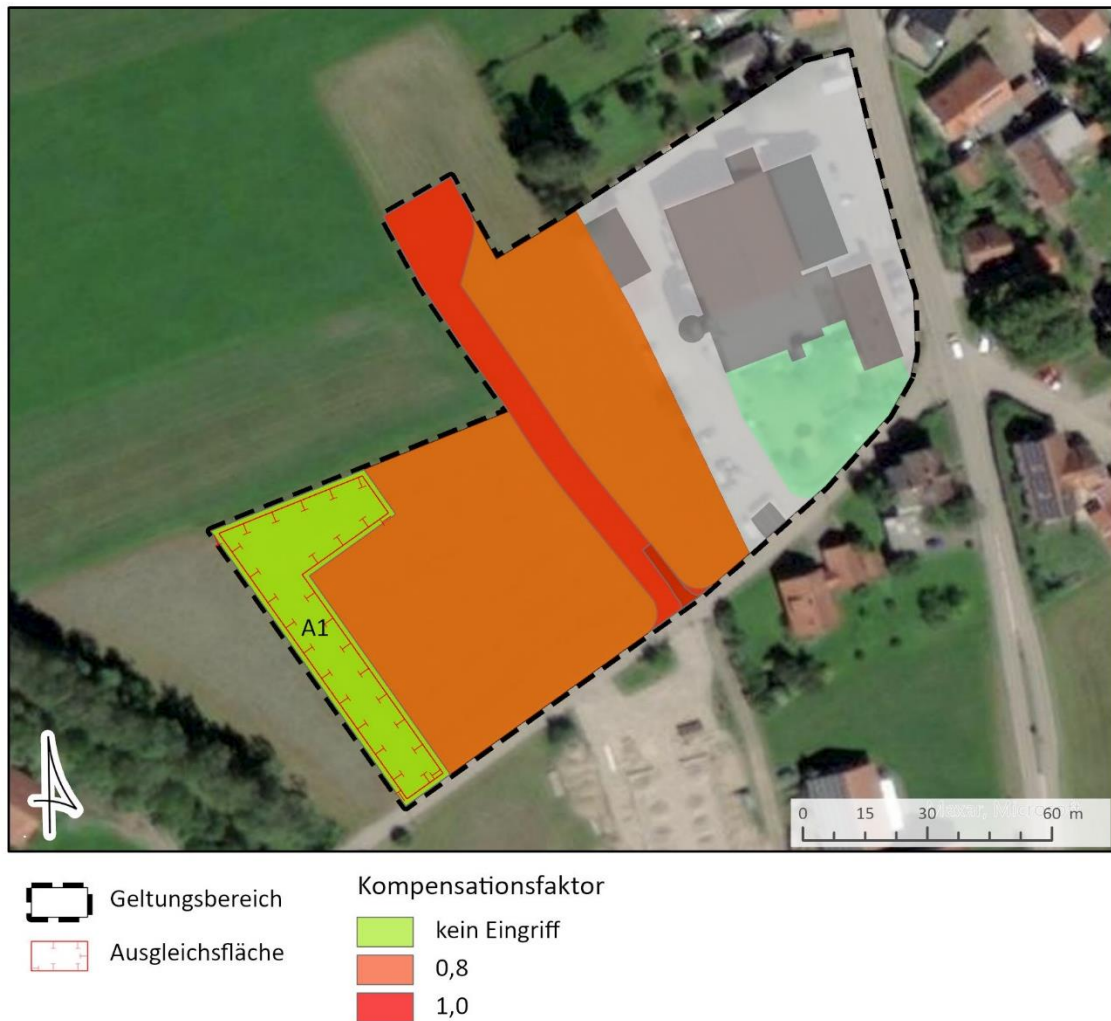 A1
0 15 30 60 m
Geltungsbereich
Ausgleichsfläche
Kompensationsfaktor
kein Eingriff
0,8
1,0